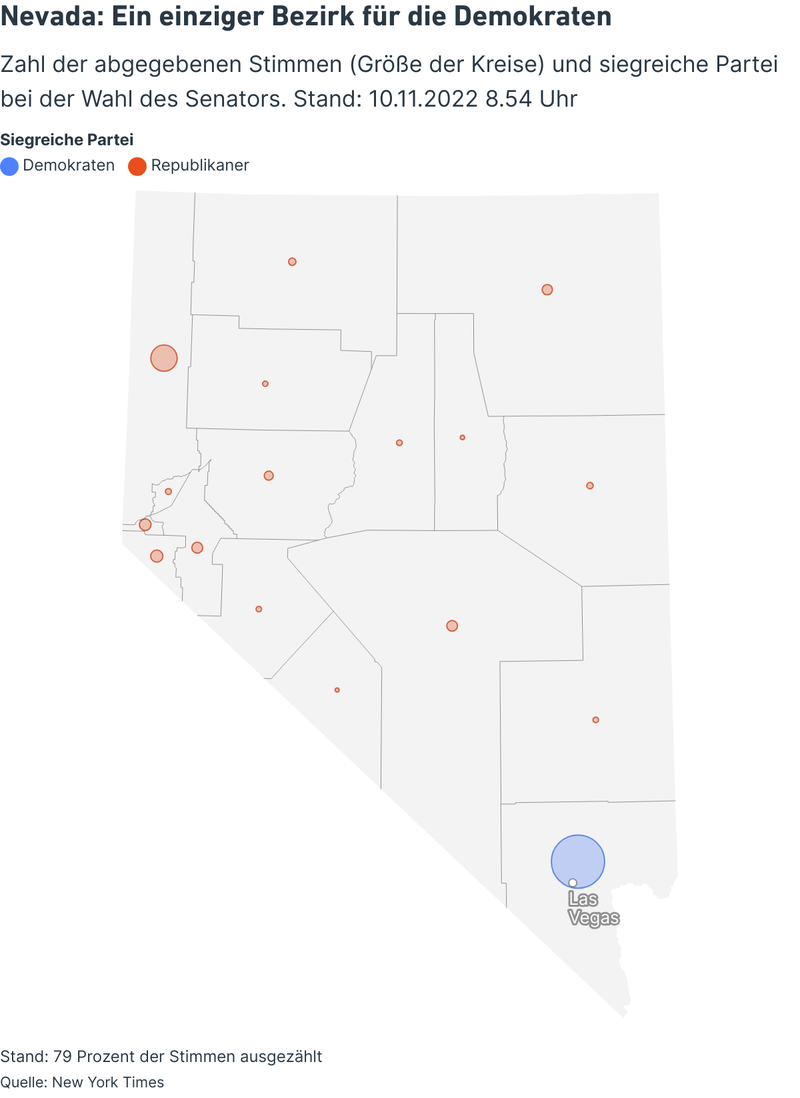 Nevada: Ein einziger Bezirk für die Demokraten
Zahl der abgegebenen Stimmen (Größe der Kreise) und siegreiche Partei
bei der Wahl des Senators. Stand: 10.11.2022 8.54 Uhr
Siegreiche Partei
Demokraten Republikaner
Las
Vegas
Stand: 79 Prozent der Stimmen ausgezählt
Quelle: New York Times